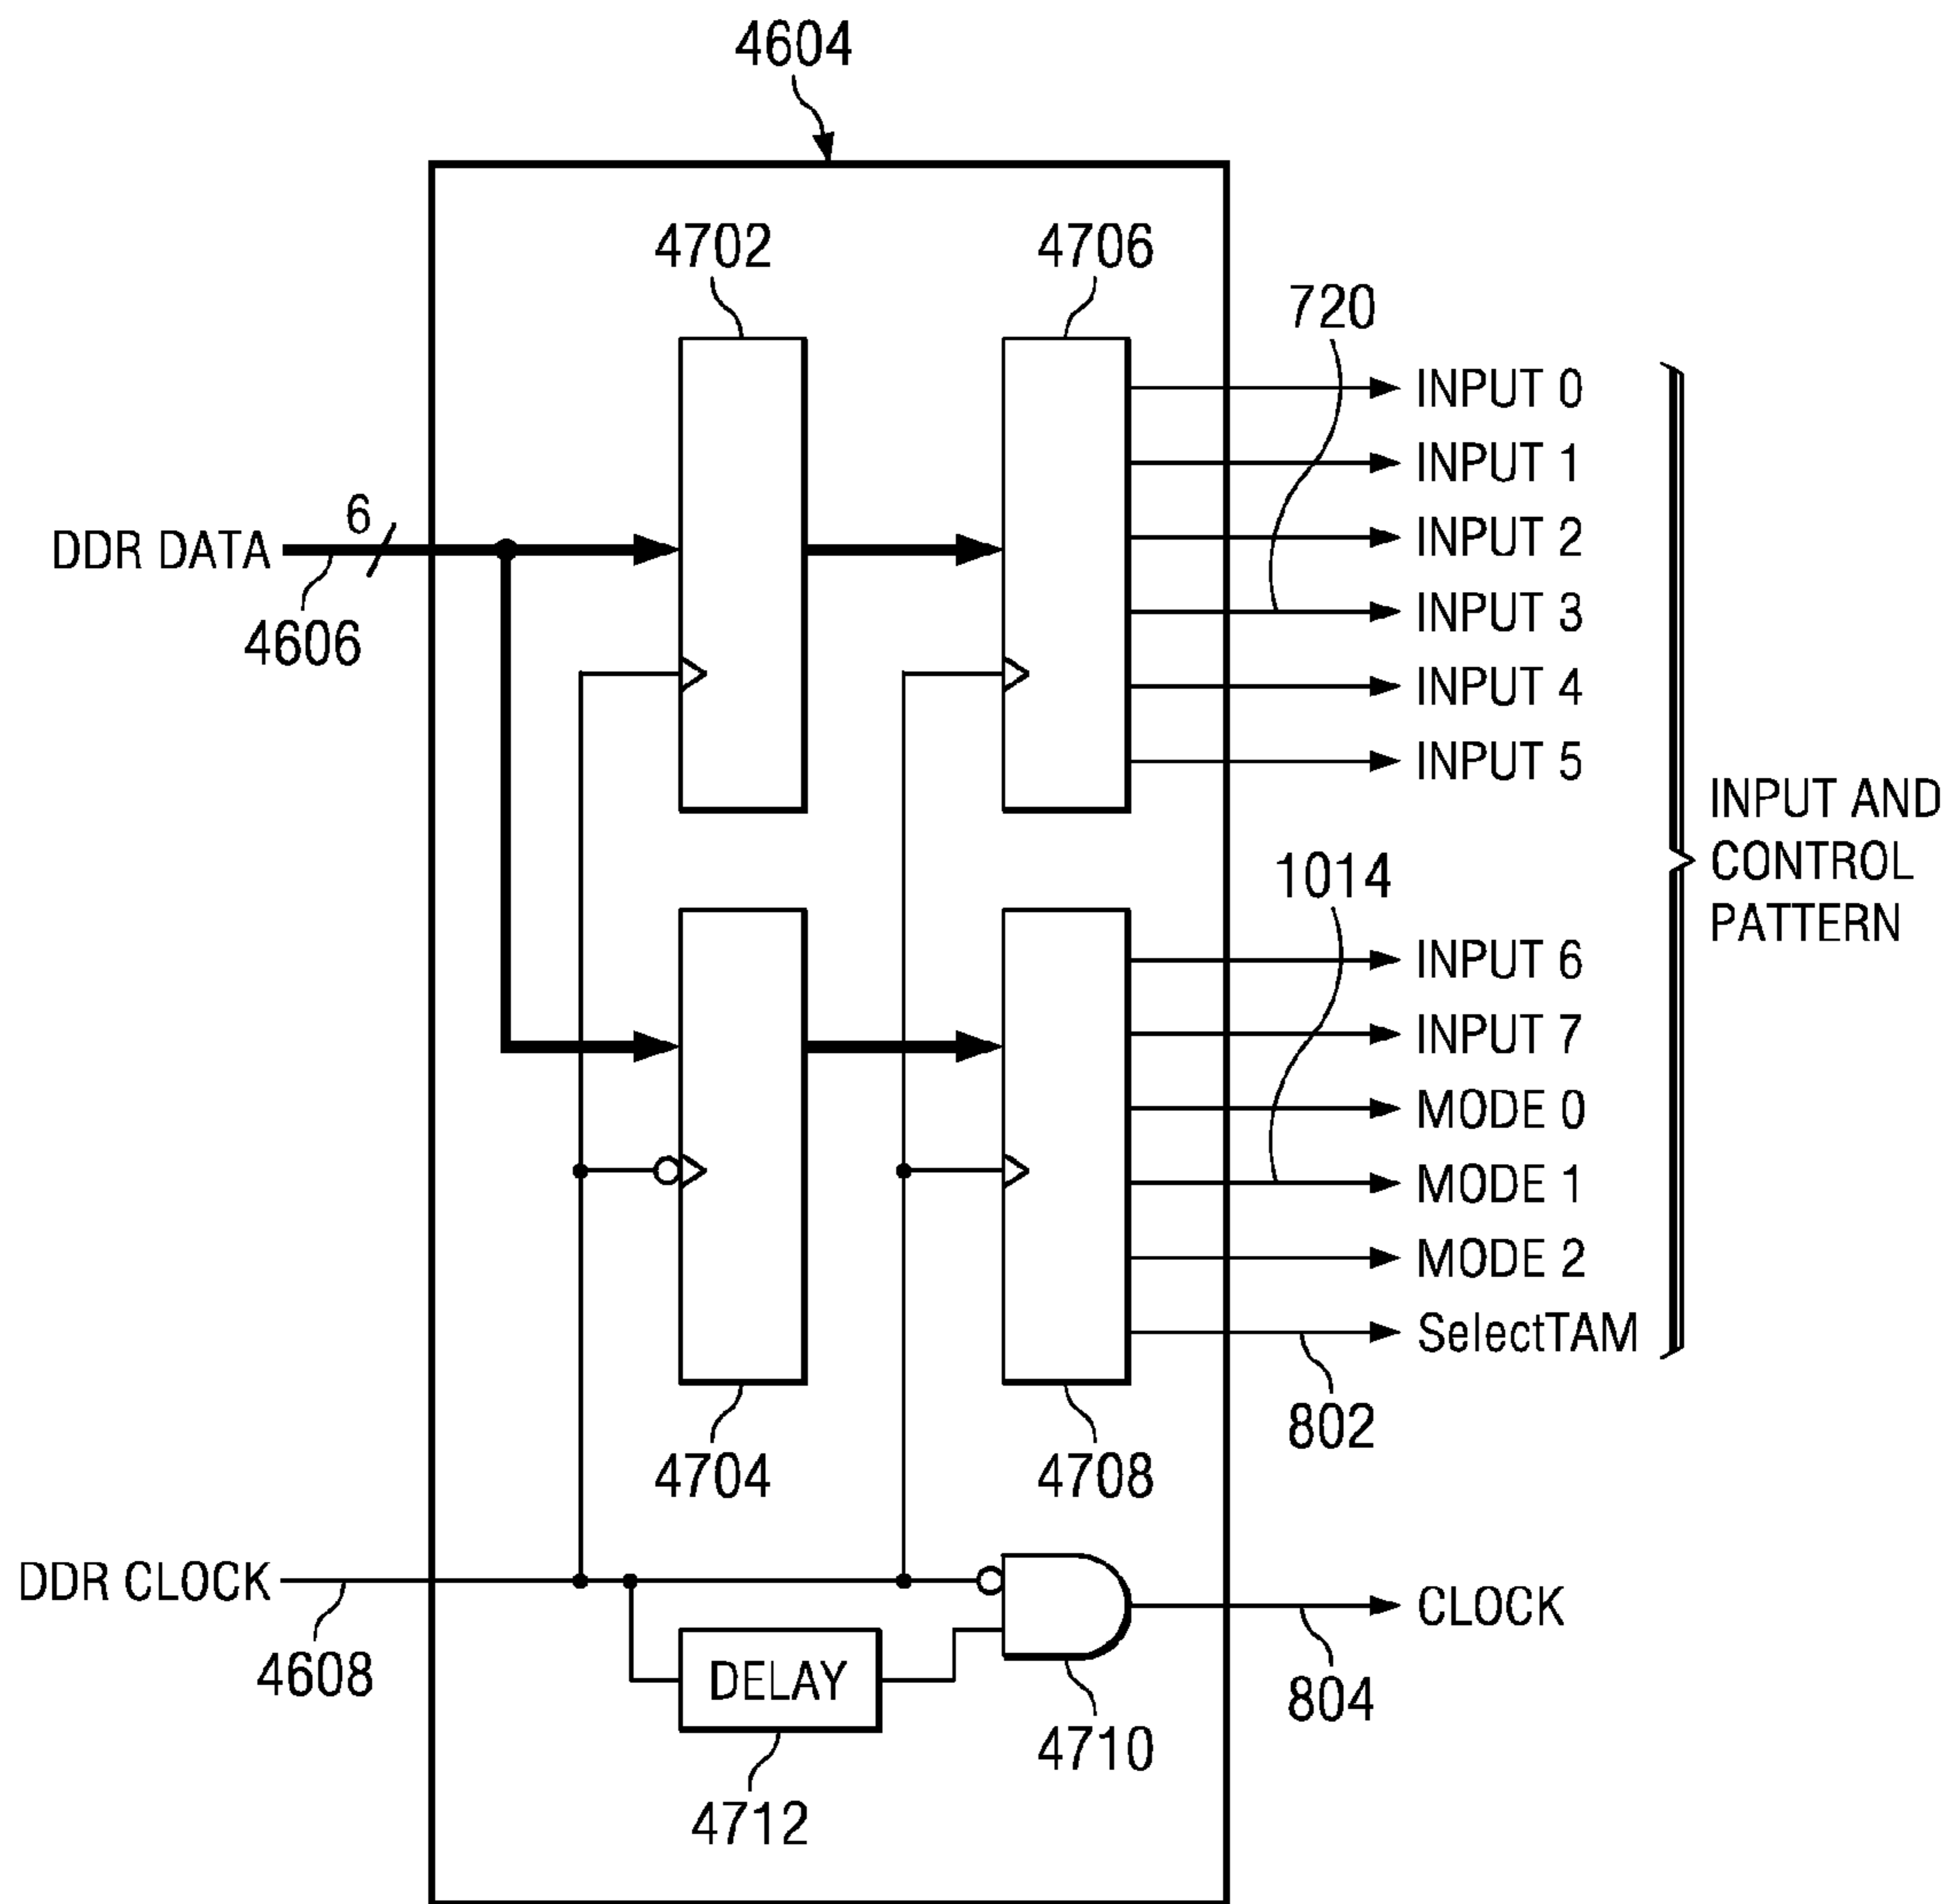 4604
4702
4706
720
INPUT 0
INPUT 1
6
INPUT 2
DDR DATA
4606
INPUT 3
INPUT 4
INPUT 5
INPUT AND
CONTROL
PATTERN
1014
INPUT 6
INPUT 7
MODE 0
MODE 1
MODE 2
SelectTAM
802
4704
4708
DDR CLOCK
4608
CLOCK
804
DELAY
4710
4712